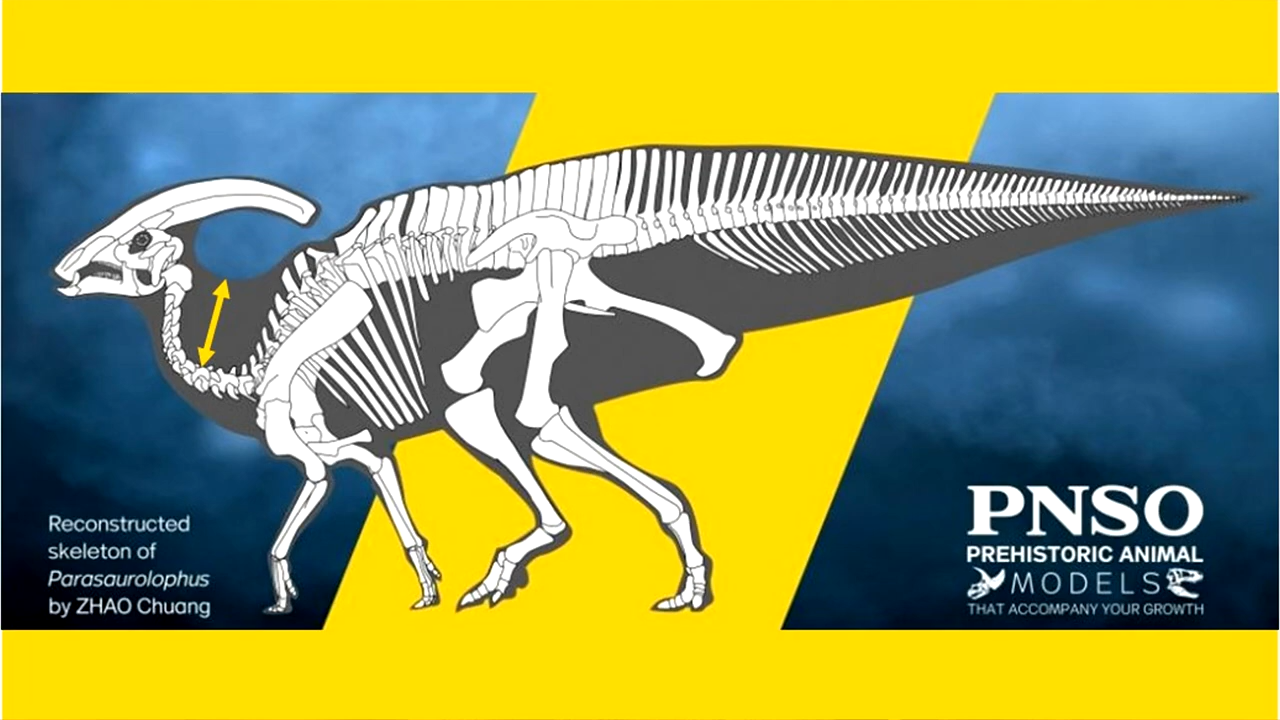 Reconstructed
skeleton of
Parasaurolophus
by ZHAO Chuang
PNSO
PREHISTORIC ANIMAL
MODELS
THAT ACCOMPANY YOUR GROWTH